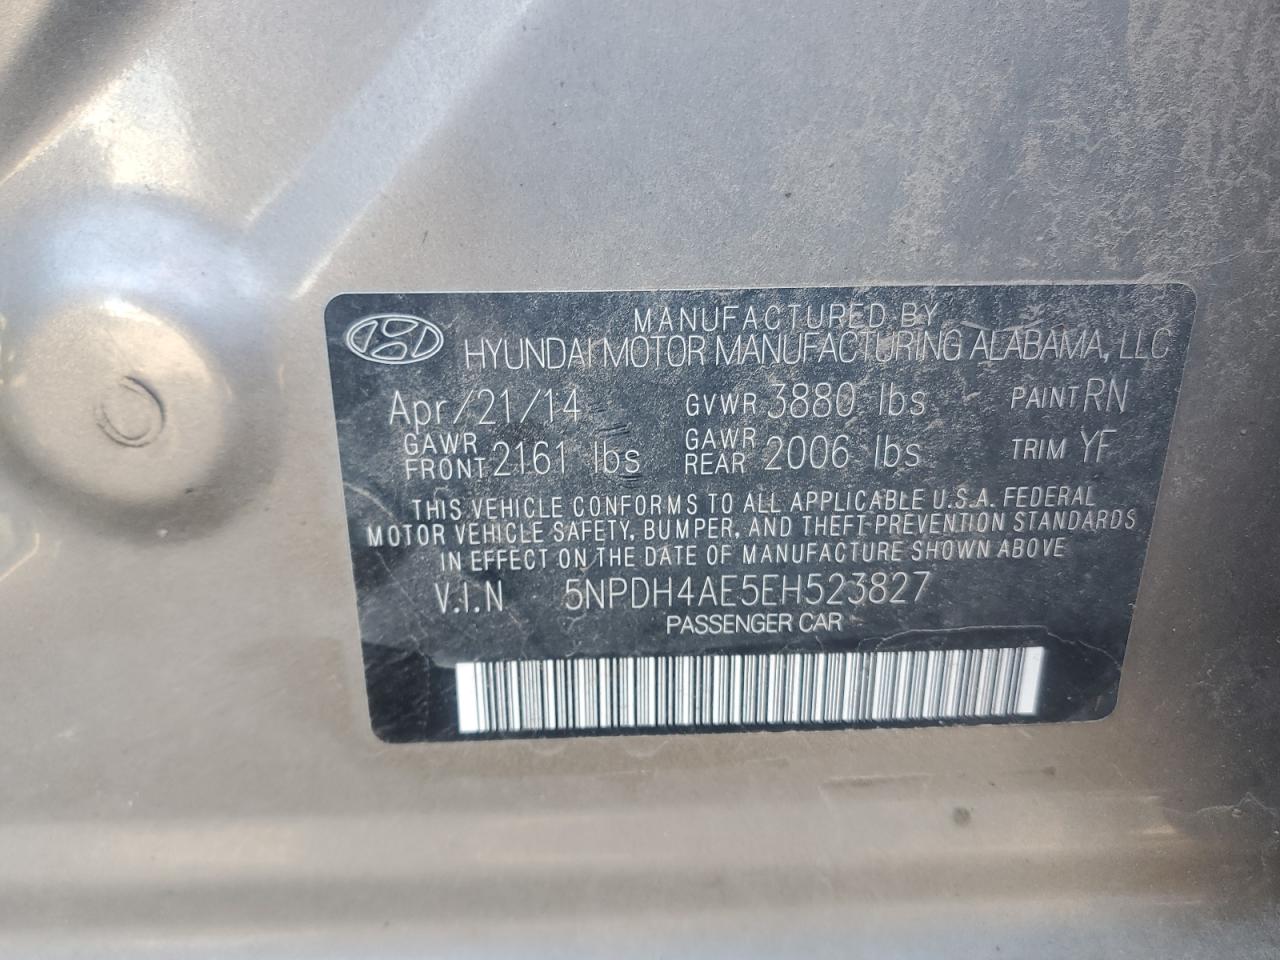 MANUFACTURED BY
HYUNDAI MOTOR MANUFACTURING ALABAMA, LLC
Apr/21/14 GVWR 3880 lbs PAINT RN
GAWR FRONT 2161 lbs GAWR REAR 2006 lbs TRIM YF
THIS VEHICLE CONFORMS TO ALL APPLICABLE U.S.A. FEDERAL
MOTOR VEHICLE SAFETY, BUMPER, AND THEFT-PREVENTION STANDARDS
IN EFFECT ON THE DATE OF MANUFACTURE SHOWN ABOVE
V.I.N 5NPDH4AE5EH523827
PASSENGER CAR